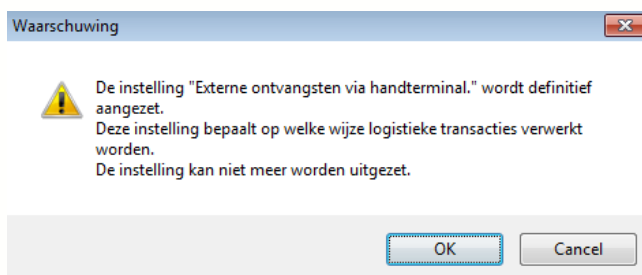 Waarschuwing
De instelling "Externe ontvangsten via handterminal." wordt definitief
aangezet.
Deze instelling bepaalt op welke wijze logistieke transacties verwerkt
worden.
De instelling kan niet meer worden uitgezet.
OK
Cancel